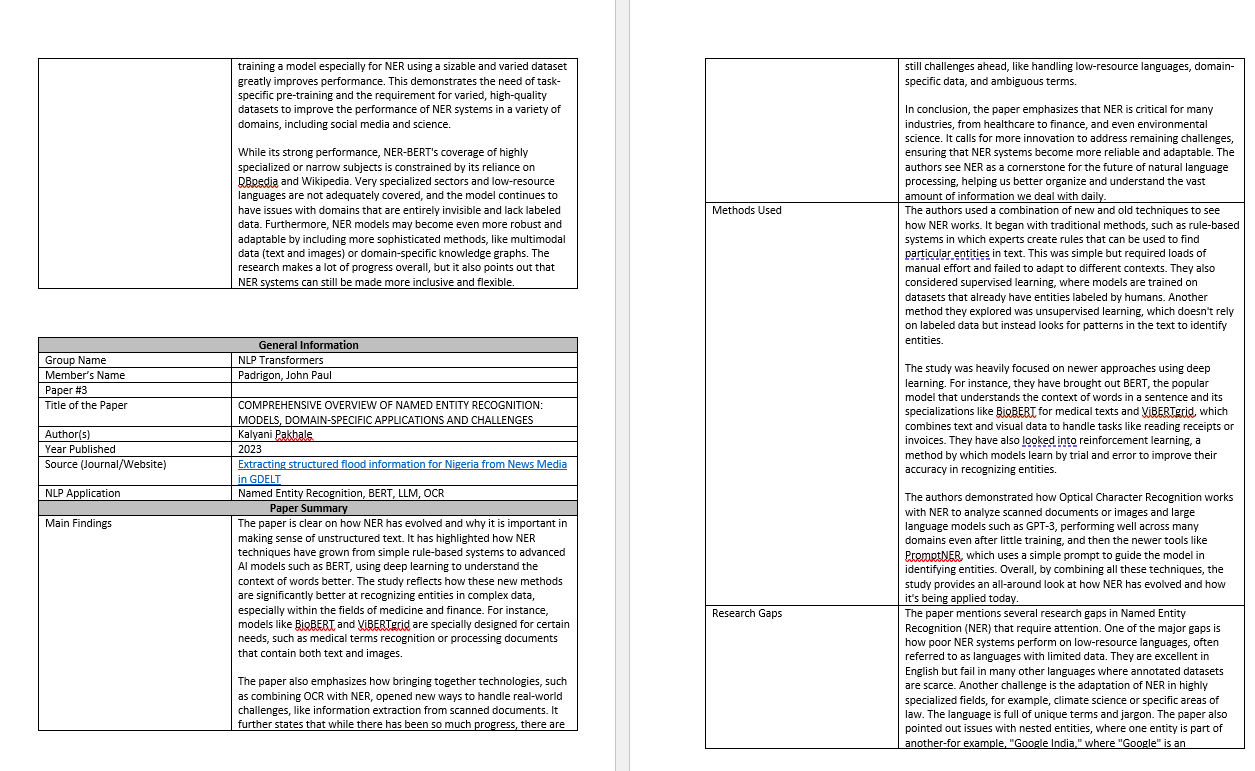 training a model especially for NER using a sizable and varied dataset
greatly improves performance. This demonstrates the need of task-
specific pre-training and the requirement for varied, high-quality
datasets to improve the performance of NER systems in a variety of
domains, including social media and science.
While its strong performance, NER-BERT's coverage of highly
specialized or narrow subjects is constrained by its reliance on
DBpedia and Wikipedia. Very specialized sectors and low-resource
languages are not adequately covered, and the model continues to
have issues with domains that are entirely invisible and lack labeled
data. Furthermore, NER models may become even more robust and
adaptable by including more sophisticated methods, like multimodal
data (text and images) or domain-specific knowledge graphs. The
research makes a lot of progress overall, but it also points out that
NER systems can still be made more inclusive and flexible.
General Information
Group Name NLP Transformers
Member's Name Padrigon, John Paul
Paper #3
Title of the Paper COMPREHENSIVE OVERVIEW OF NAMED ENTITY RECOGNITION:
MODELS, DOMAIN-SPECIFIC APPLICATIONS AND CHALLENGES
Author(s) Kalyani Pakhale
Year Published 2023
Source (Journal/Website) Extracting structured flood information for Nigeria from News Media
in GDELT
NLP Application Named Entity Recognition, BERT, LLM, OCR
Paper Summary
Main Findings The paper is clear on how NER has evolved and why it is important in
making sense of unstructured text. It has highlighted how NER
techniques have grown from simple rule-based systems to advanced
AI models such as BERT, using deep learning to understand the
context of words better. The study reflects how these new methods
are significantly better at recognizing entities in complex data,
especially within the fields of medicine and finance. For instance,
models like BioBERT and ViBERTgrid are specially designed for certain
needs, such as medical terms recognition or processing documents
that contain both text and images.
The paper also emphasizes how bringing together technologies, such
as combining OCR with NER, opened new ways to handle real-world
challenges, like information extraction from scanned documents. It
further states that while there has been so much progress, there are
still challenges ahead, like handling low-resource languages, domain-
specific data, and ambiguous terms.
In conclusion, the paper emphasizes that NER is critical for many
industries, from healthcare to finance, and even environmental
science. It calls for more innovation to address remaining challenges,
ensuring that NER systems become more reliable and adaptable. The
authors see NER as a cornerstone for the future of natural language
processing, helping us better organize and understand the vast
amount of information we deal with daily.
Methods Used The authors used a combination of new and old techniques to see
how NER works. It began with traditional methods, such as rule-based
systems in which experts create rules that can be used to find
particular entities in text. This was simple but required loads of
manual effort and failed to adapt to different contexts. They also
considered supervised learning, where models are trained on
datasets that already have entities labeled by humans. Another
method they explored was unsupervised learning, which doesn't rely
on labeled data but instead looks for patterns in the text to identify
entities.
The study was heavily focused on newer approaches using deep
learning. For instance, they have brought out BERT, the popular
model that understands the context of words in a sentence and its
specializations like BioBERT for medical texts and ViBERTgrid, which
combines text and visual data to handle tasks like reading receipts or
invoices. They have also looked into reinforcement learning, a
method by which models learn by trial and error to improve their
accuracy in recognizing entities.
The authors demonstrated how Optical Character Recognition works
with NER to analyze scanned documents or images and large
language models such as GPT-3, performing well across many
domains even after little training, and then the newer tools like
PromptNER, which uses a simple prompt to guide the model in
identifying entities. Overall, by combining all these techniques, the
study provides an all-around look at how NER has evolved and how
it's being applied today.
Research Gaps The paper mentions several research gaps in Named Entity
Recognition (NER) that require attention. One of the major gaps is
how poor NER systems perform on low-resource languages, often
referred to as languages with limited data. They are excellent in
English but fail in many other languages where annotated datasets
are scarce. Another challenge is the adaptation of NER in highly
specialized fields, for example, climate science or specific areas of
law. The language is full of unique terms and jargon. The paper also
pointed out issues with nested entities, where one entity is part of
another-for example, "Google India," where "Google" is an